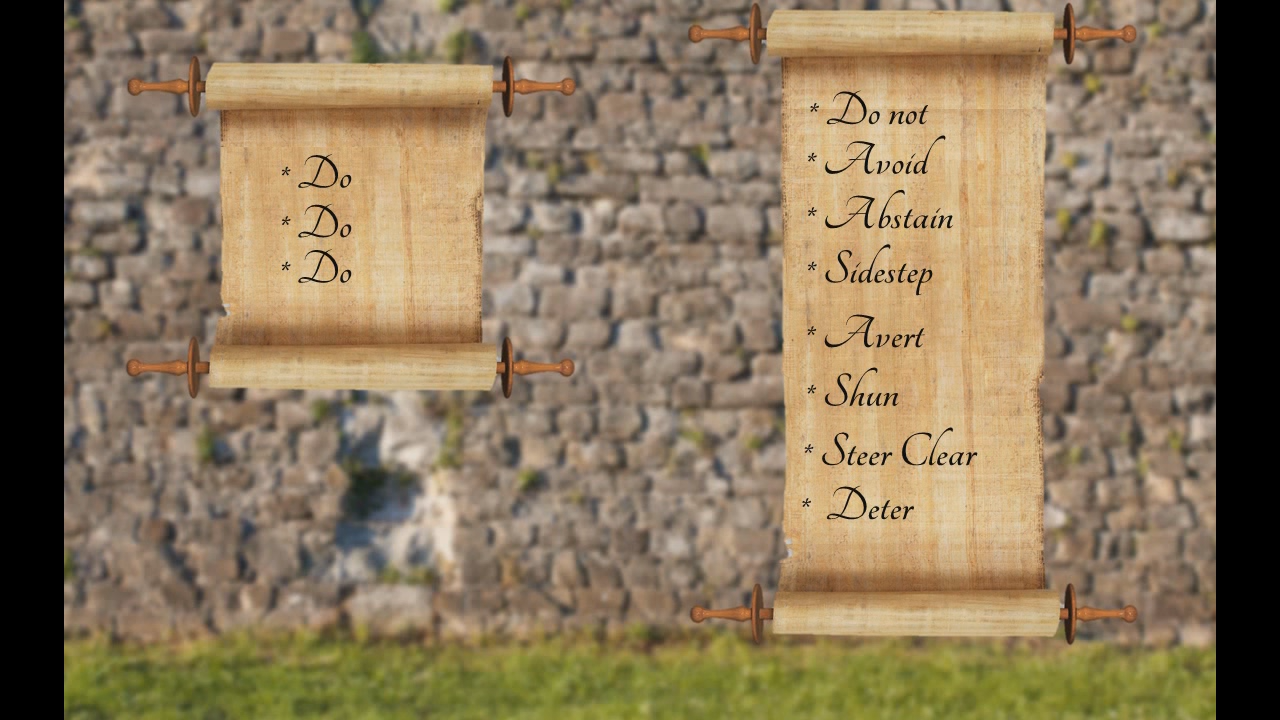 * Do
* Do
* Do
* Do not
* Avoid
* Abstain
* Sidestep
* Avert
* Shun
* Steer Clear
* Deter